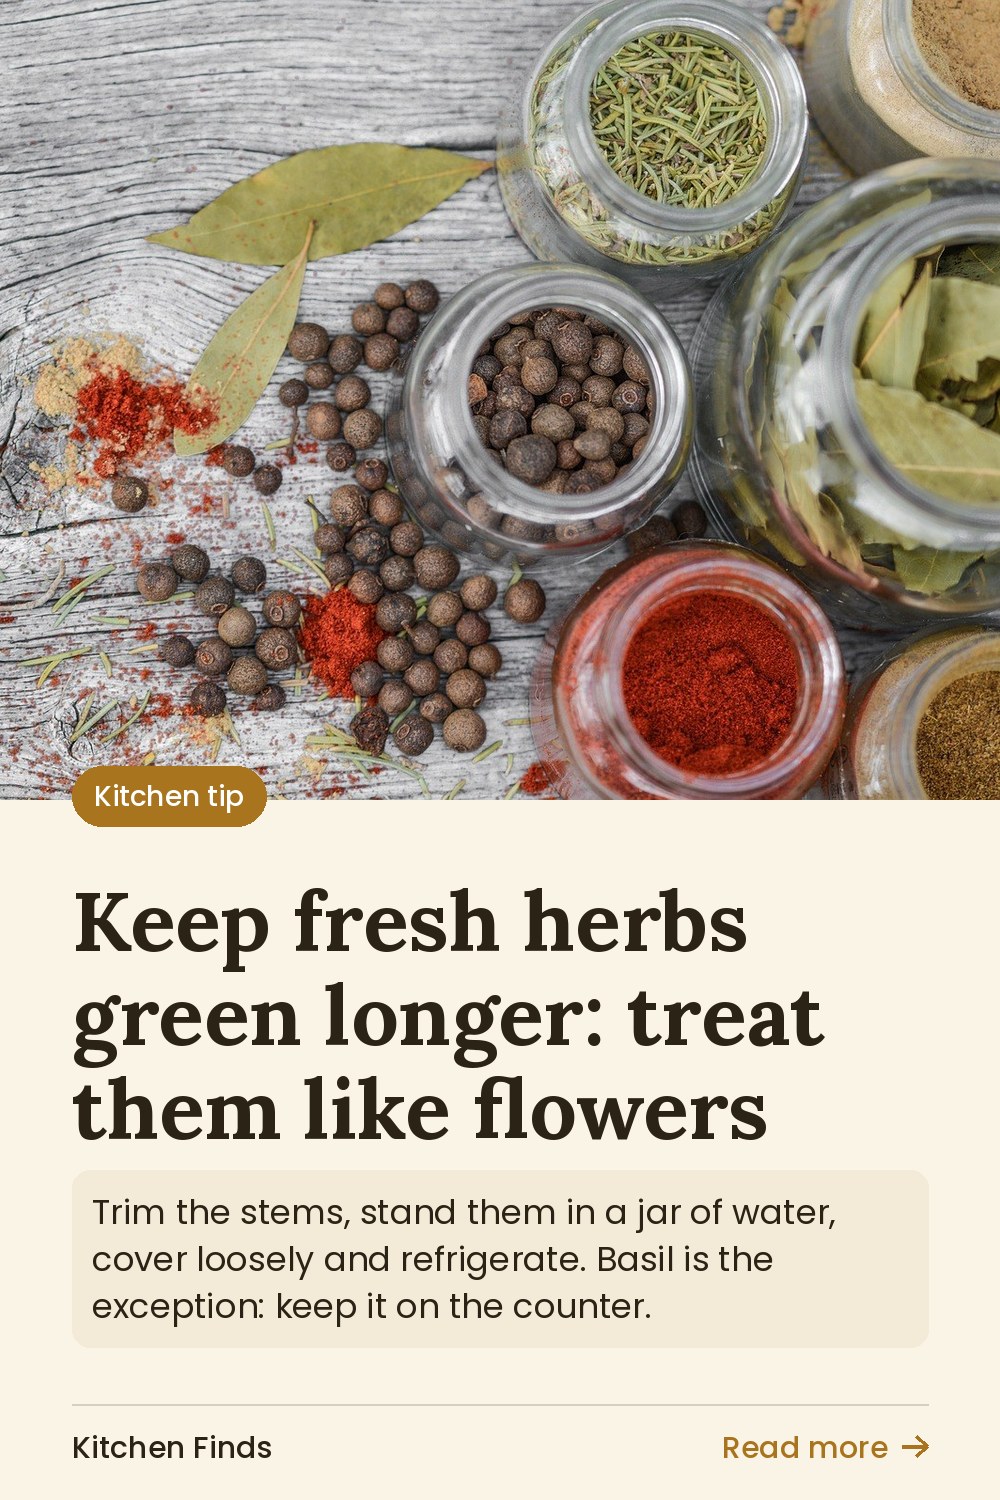 Kitchen tip
Keep fresh herbs
green longer: treat
them like flowers
Trim the stems, stand them in a jar of water,
cover loosely and refrigerate. Basil is the
exception: keep it on the counter.
Kitchen Finds
Read more →